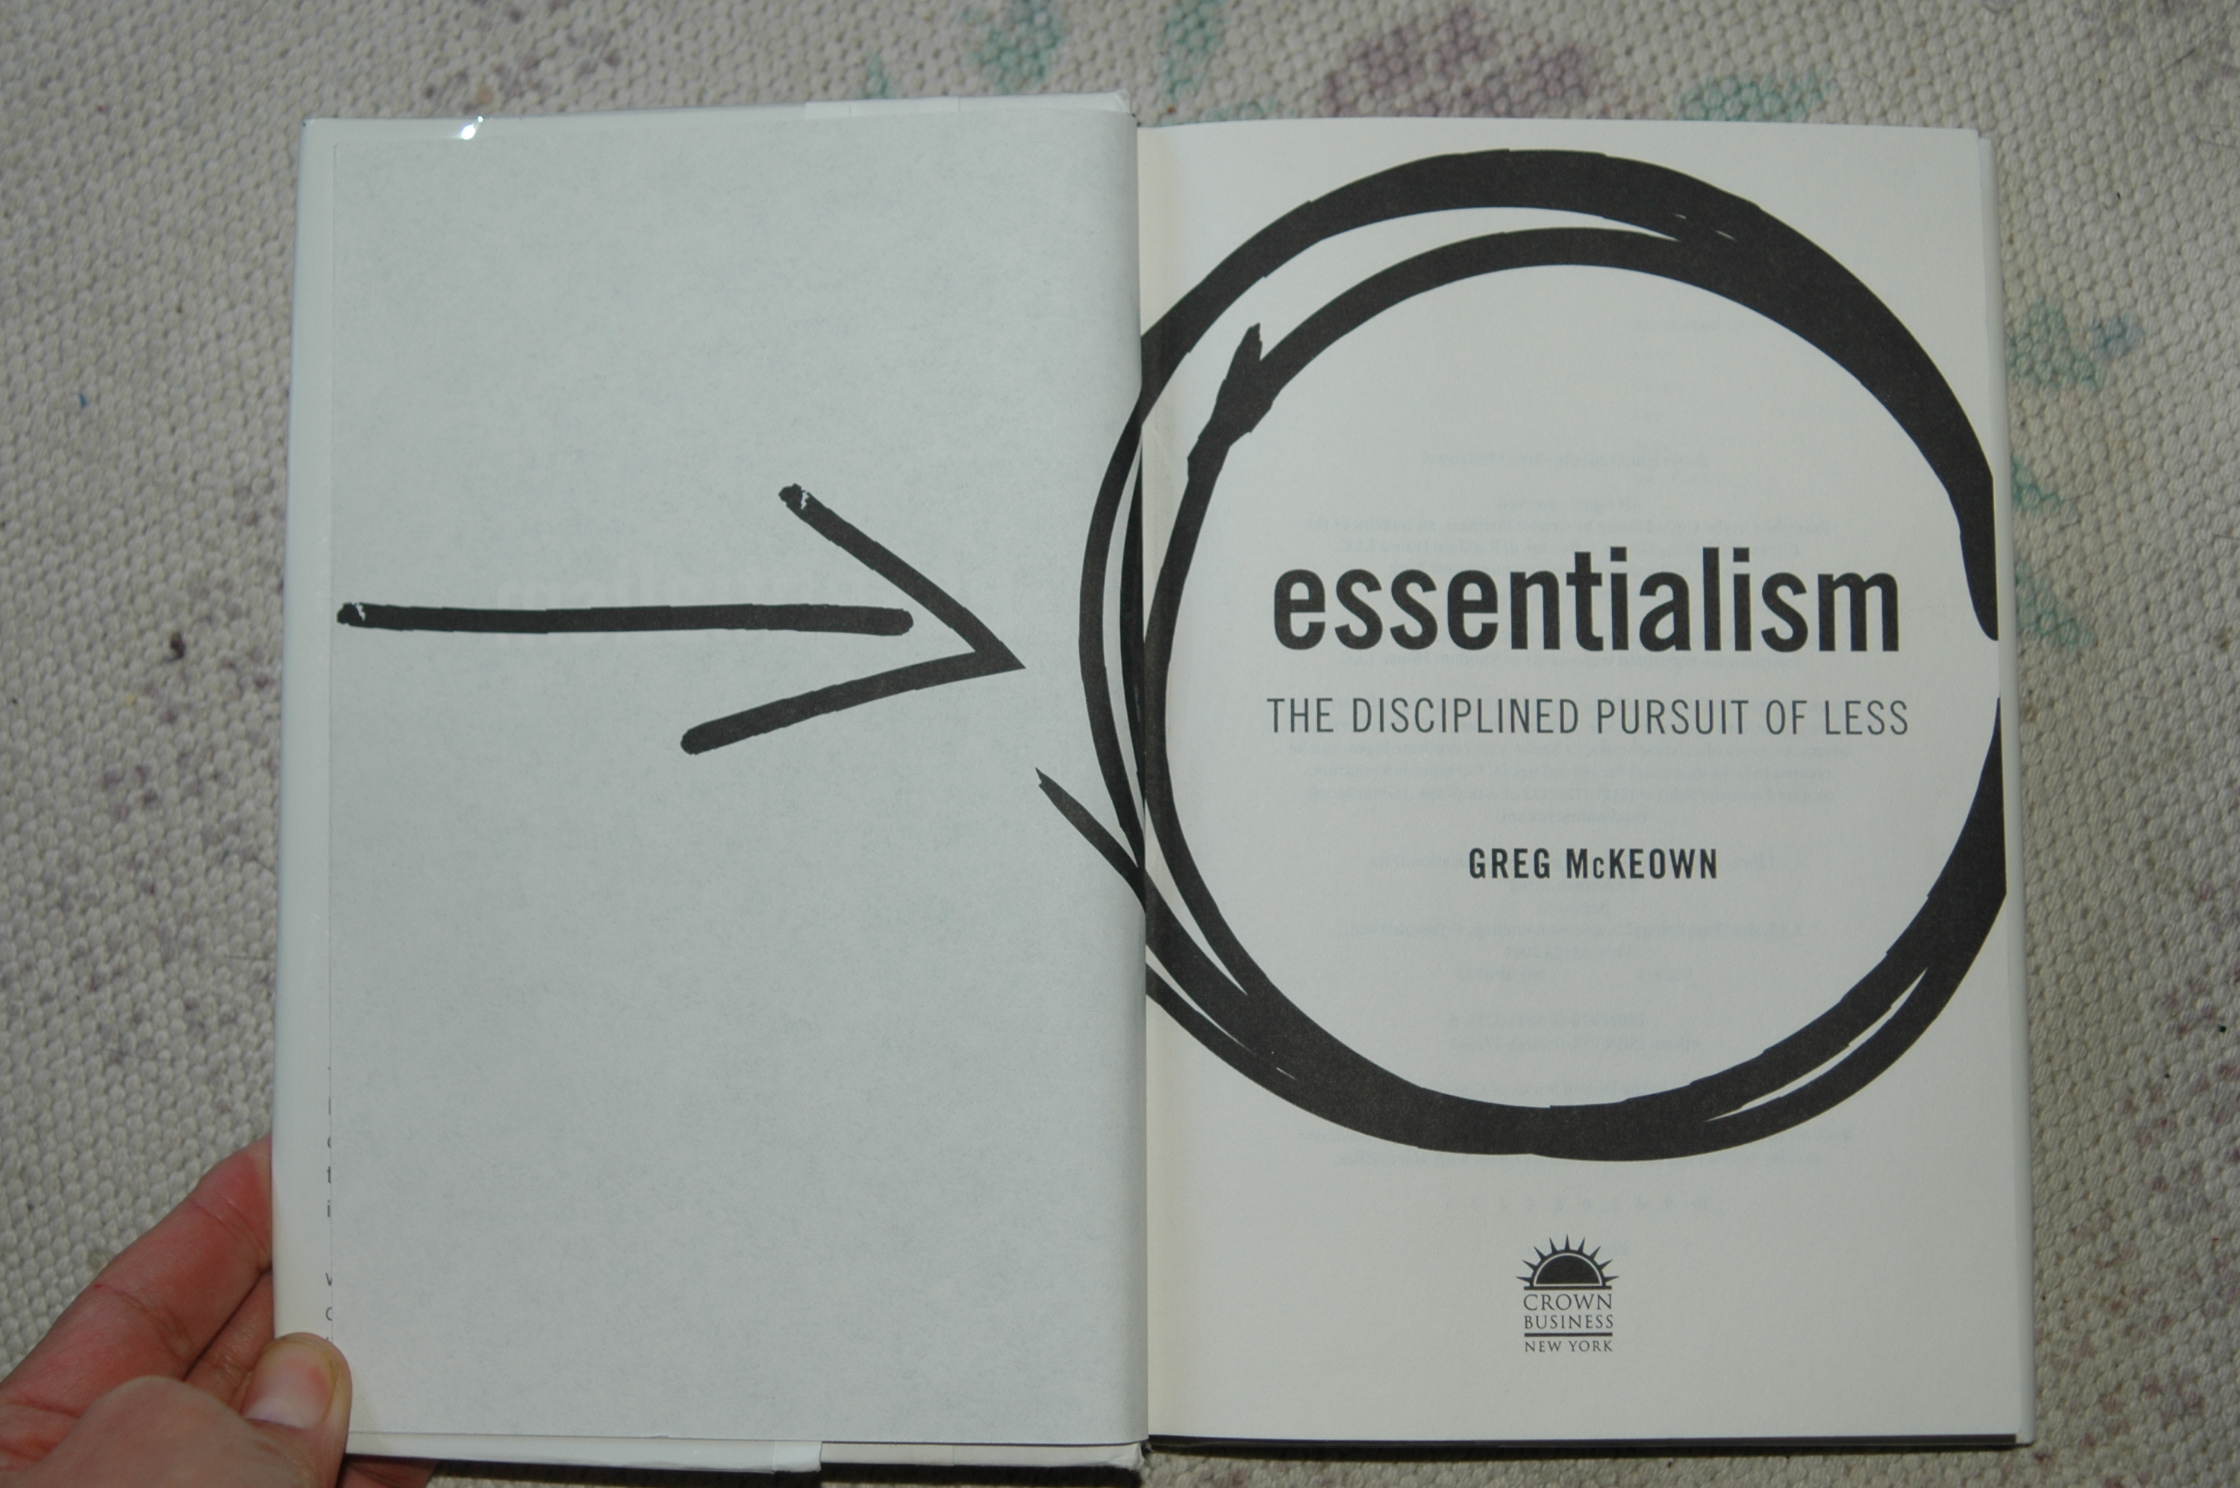 essentialism
THE DISCIPLINED PURSUIT OF LESS
GREG McKEOWN
CROWN
BUSINESS
NEW YORK